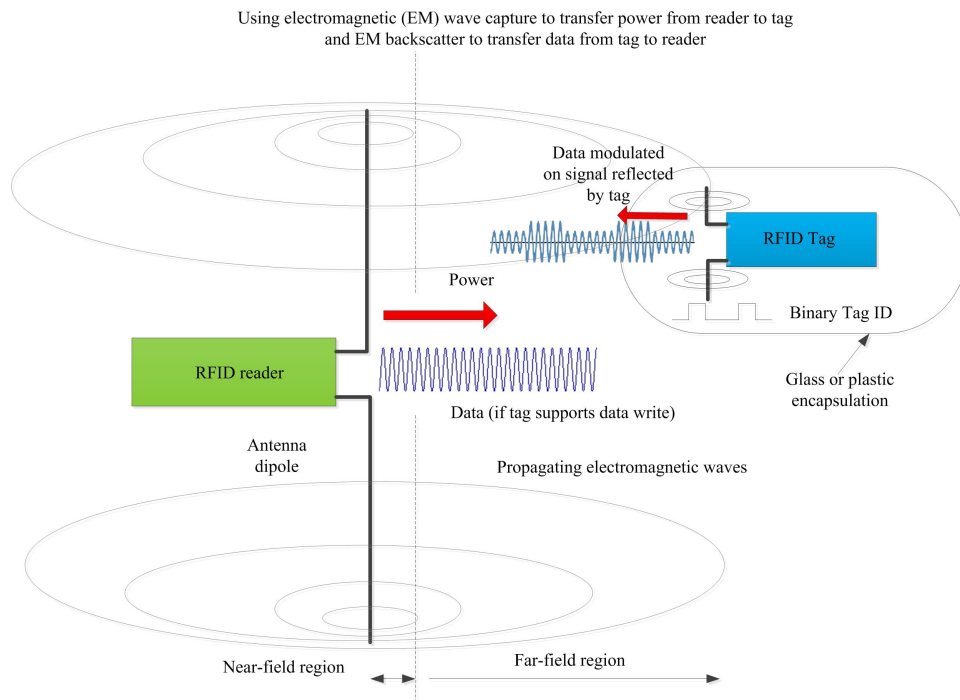 Using electromagnetic (EM) wave capture to transfer power from reader to tag
and EM backscatter to transfer data from tag to reader
Data modulated
on signal reflected
by tag
RFID Tag
Power
Binary Tag ID
RFID reader
Glass or plastic
encapsulation
Data (if tag supports data write)
Antenna
dipole
Propagating electromagnetic waves
Near-field region
Far-field region